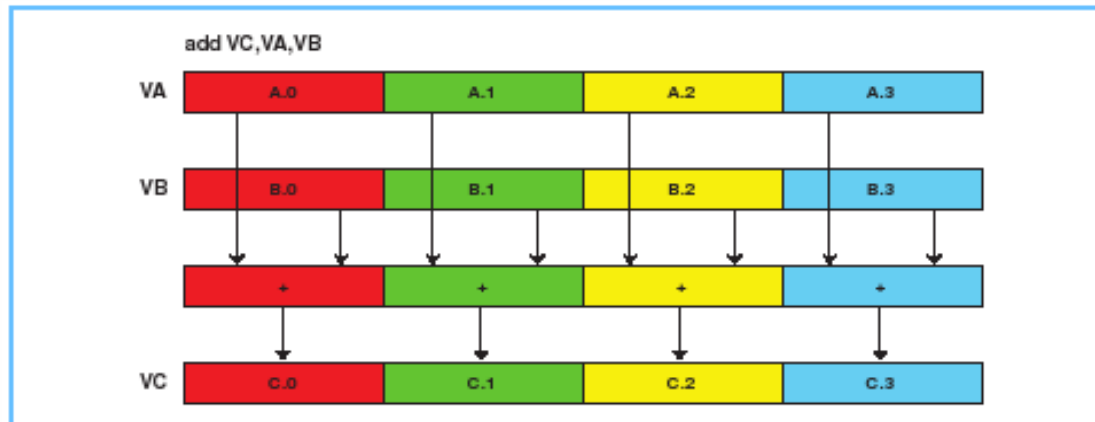 add VC,VA,VB
VA A.0 A.1 A.2 A.3
VB B.0 B.1 B.2 B.3
+ + + +
VC C.0 C.1 C.2 C.3